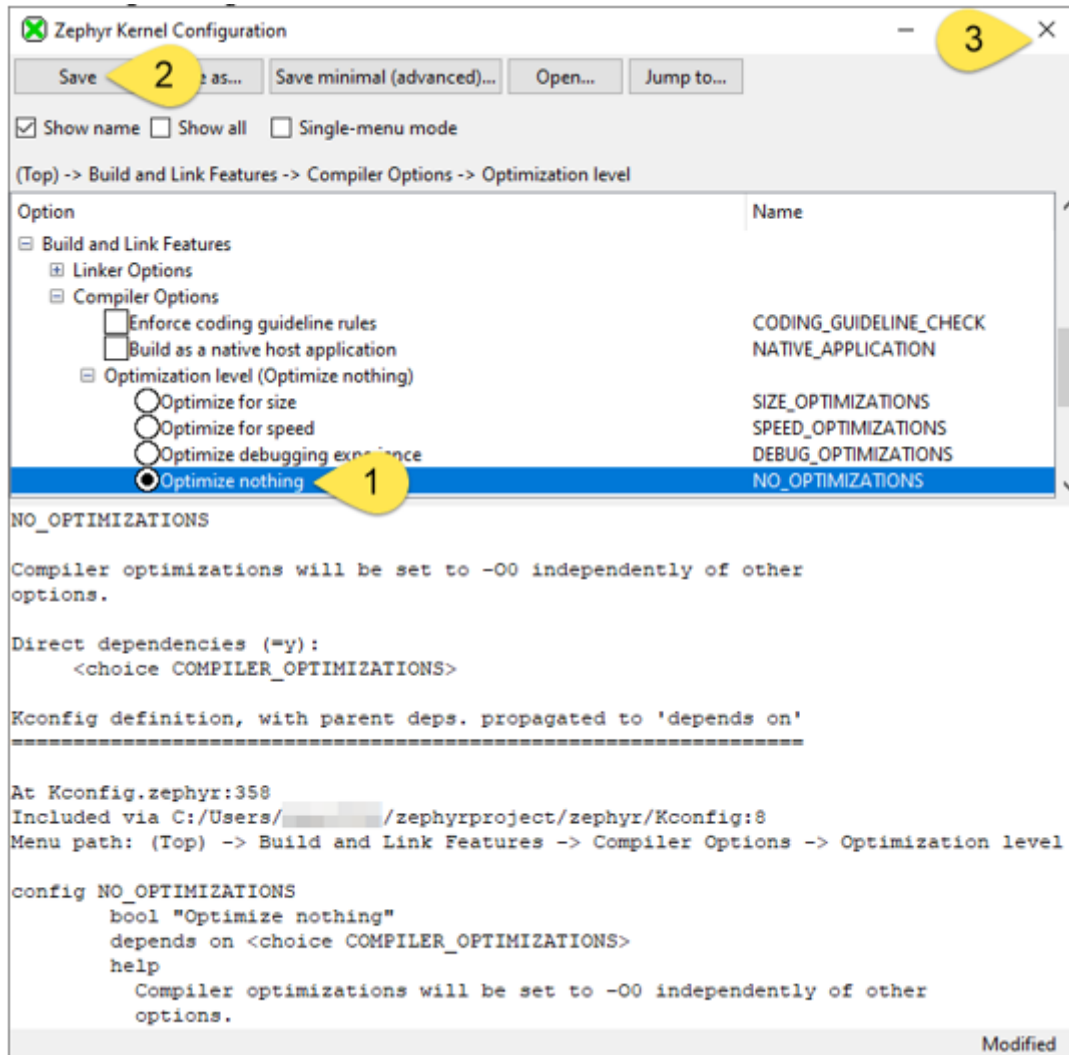 Zephyr Kernel Configuration
3
Save 2 e as... Save minimal (advanced)... Open... Jump to...
Show name Show all Single-menu mode
(Top) -> Build and Link Features -> Compiler Options -> Optimization level
Option Name
Build and Link Features
Linker Options
Compiler Options
Enforce coding guideline rules CODING_GUIDELINE_CHECK
Build as a native host application NATIVE_APPLICATION
Optimization level (Optimize nothing)
Optimize for size SIZE_OPTIMIZATIONS
Optimize for speed SPEED_OPTIMIZATIONS
Optimize debugging experience DEBUG_OPTIMIZATIONS
Optimize nothing 1 NO_OPTIMIZATIONS
NO_OPTIMIZATIONS
Compiler optimizations will be set to -O0 independently of other
options.
Direct dependencies (=y):
<choice COMPILER_OPTIMIZATIONS>
Kconfig definition, with parent deps. propagated to 'depends on'
================================================================
At Kconfig.zephyr:358
Included via C:/Users/ /zephyrproject/zephyr/Kconfig:8
Menu path: (Top) -> Build and Link Features -> Compiler Options -> Optimization level
config NO_OPTIMIZATIONS
bool "Optimize nothing"
depends on <choice COMPILER_OPTIMIZATIONS>
help
Compiler optimizations will be set to -O0 independently of other
options.
Modified